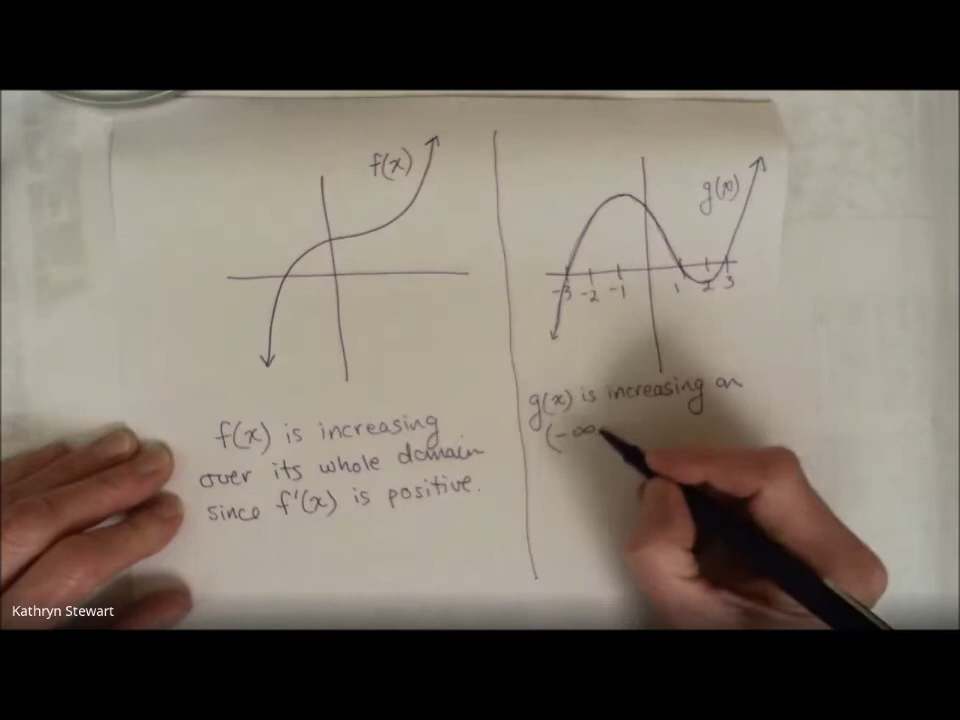 f(x)
g(x)
-3 -2 -1 1 2 3
f(x) is increasing
over its whole domain
since f'(x) is positive.
g(x) is increasing on
(-∞
Kathryn Stewart